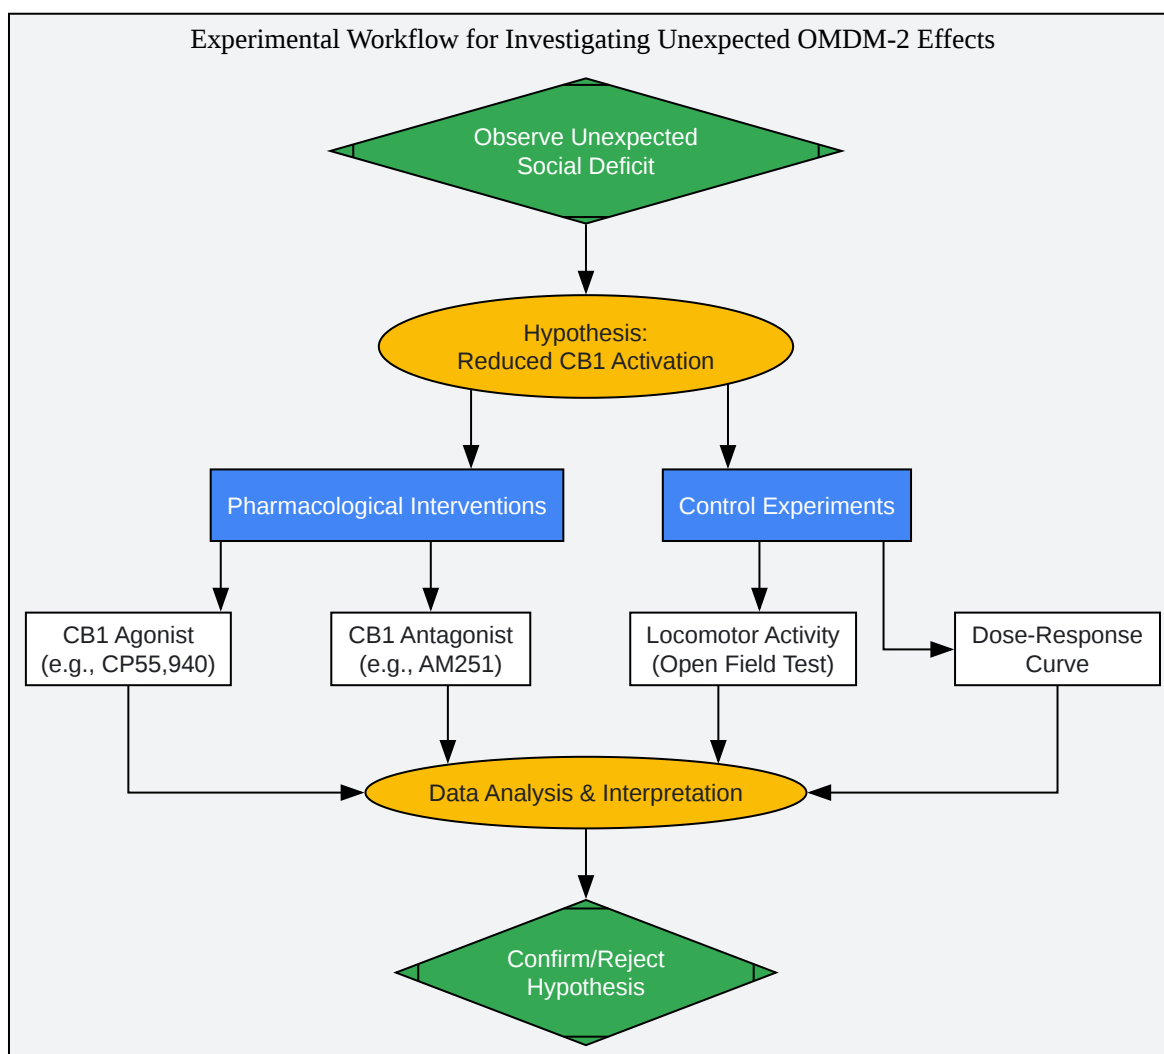 Experimental Workflow for Investigating Unexpected OMDM-2 Effects
Observe Unexpected
Social Deficit
Hypothesis:
Reduced CB1 Activation
Pharmacological Interventions
Control Experiments
CB1 Agonist
(e.g., CP55,940)
CB1 Antagonist
(e.g., AM251)
Locomotor Activity
(Open Field Test)
Dose-Response
Curve
Data Analysis & Interpretation
Confirm/Reject
Hypothesis